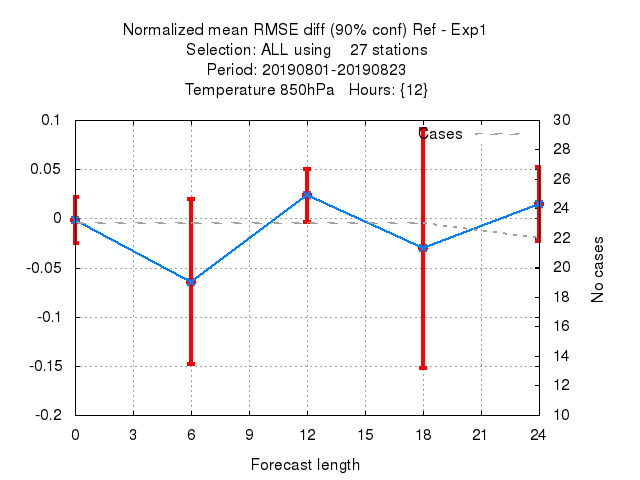 Normalized mean RMSE diff (90% conf) Ref - Exp1
Selection: ALL using 27 stations
Period: 20190801-20190823
Temperature 850hPa Hours: {12}
Cases
0.1
0.05
0
-0.05
-0.1
-0.15
-0.2
30
28
26
24
22
20
18
16
14
12
10
No cases
0 3 6 9 12 15 18 21 24
Forecast length